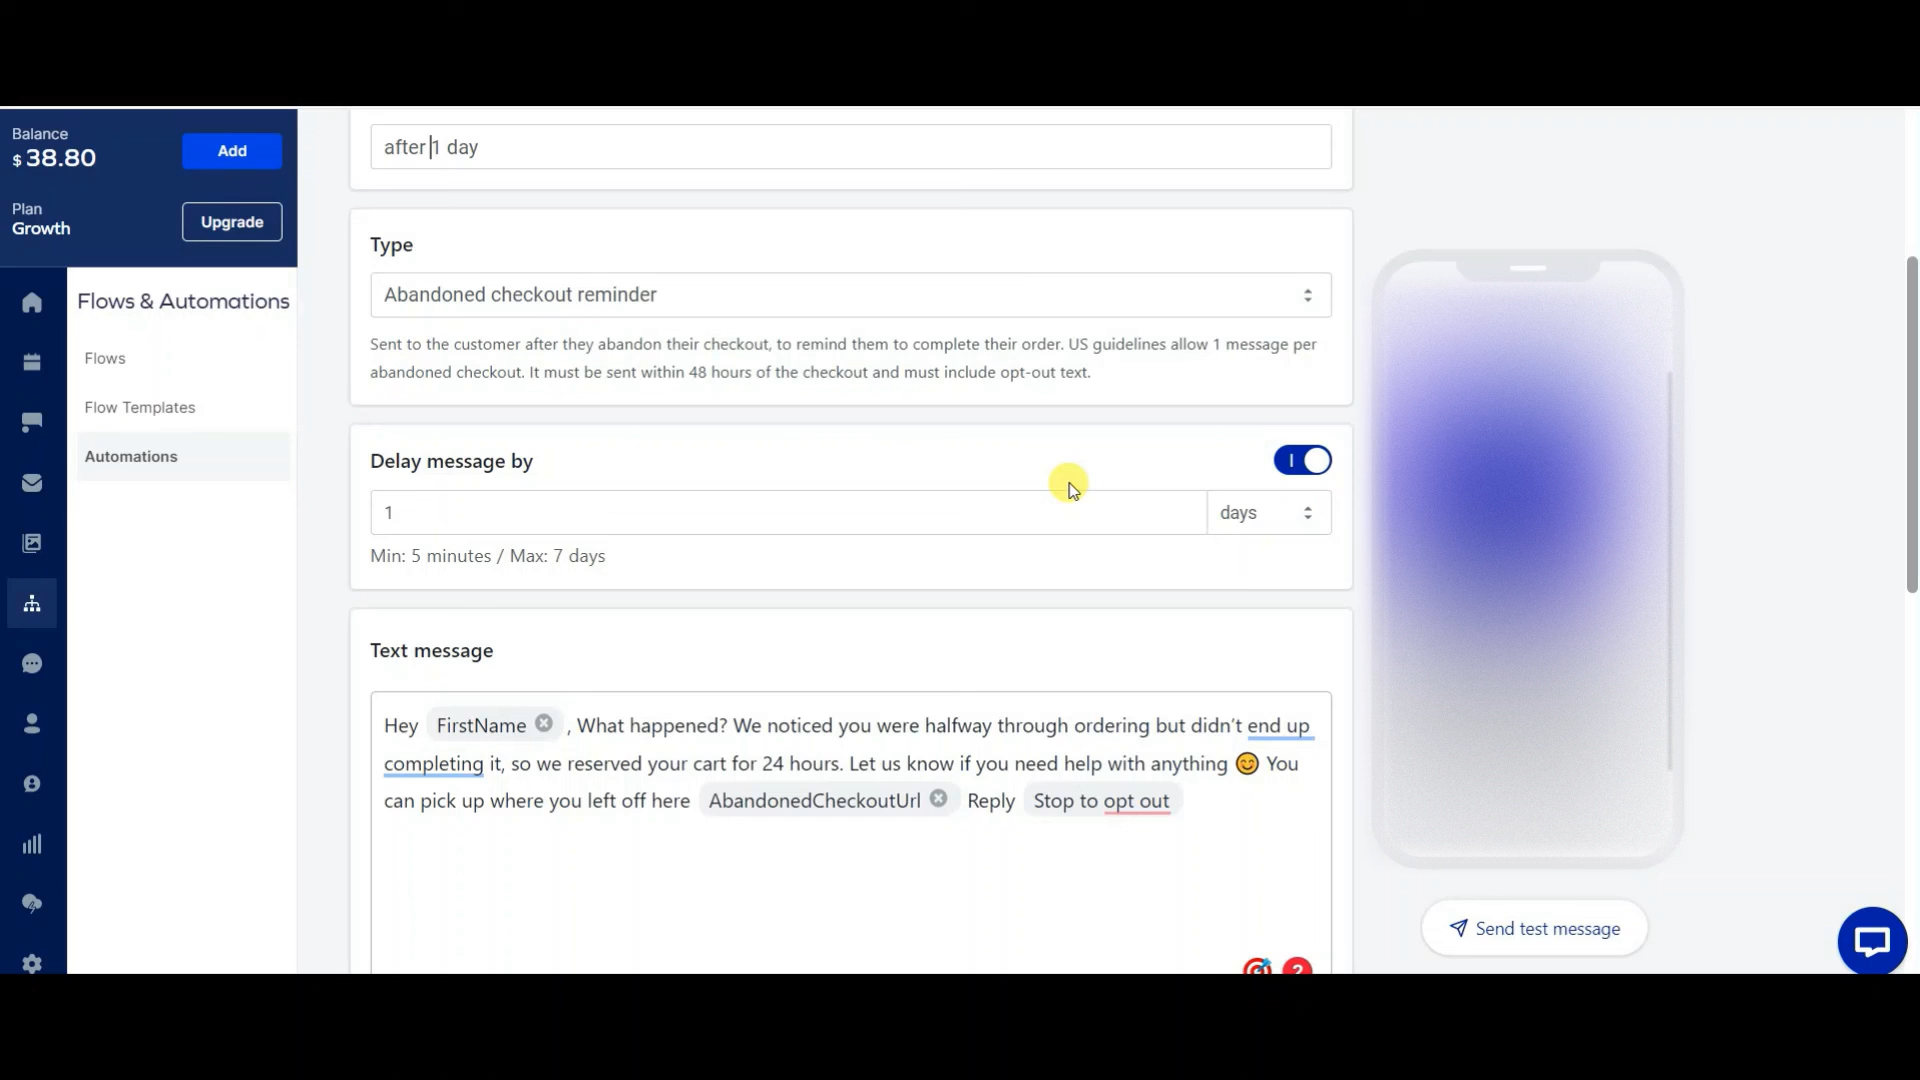 Balance
$ 38.80
Add
Plan
Growth
Upgrade
Flows & Automations
Flows
Flow Templates
Automations
after 1 day
Type
Abandoned checkout reminder
Sent to the customer after they abandon their checkout, to remind them to complete their order. US guidelines allow 1 message per
abandoned checkout. It must be sent within 48 hours of the checkout and must include opt-out text.
Delay message by
1
days
Min: 5 minutes / Max: 7 days
Text message
Hey FirstName , What happened? We noticed you were halfway through ordering but didn’t end up
completing it, so we reserved your cart for 24 hours. Let us know if you need help with anything 😊 You
can pick up where you left off here AbandonedCheckoutUrl Reply Stop to opt out
2
Send test message